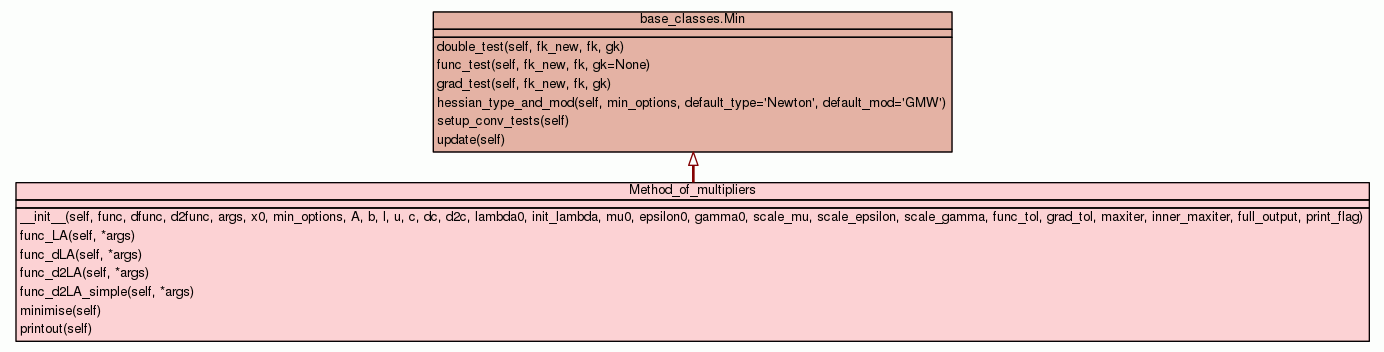 base_classes.Min
double_test(self, fk_new, fk, gk)
func_test(self, fk_new, fk, gk=None)
grad_test(self, fk_new, fk, gk)
hessian_type_and_mod(self, min_options, default_type='Newton', default_mod='GMW')
setup_conv_tests(self)
update(self)
Method_of_multipliers
__init__(self, func, dfunc, d2func, args, x0, min_options, A, b, l, u, c, dc, d2c, lambda0, init_lambda, mu0, epsilon0, gamma0, scale_mu, scale_epsilon, scale_gamma, func_tol, grad_tol, maxiter, inner_maxiter, full_output, print_flag)
func_LA(self, *args)
func_dLA(self, *args)
func_d2LA(self, *args)
func_d2LA_simple(self, *args)
minimise(self)
printout(self)